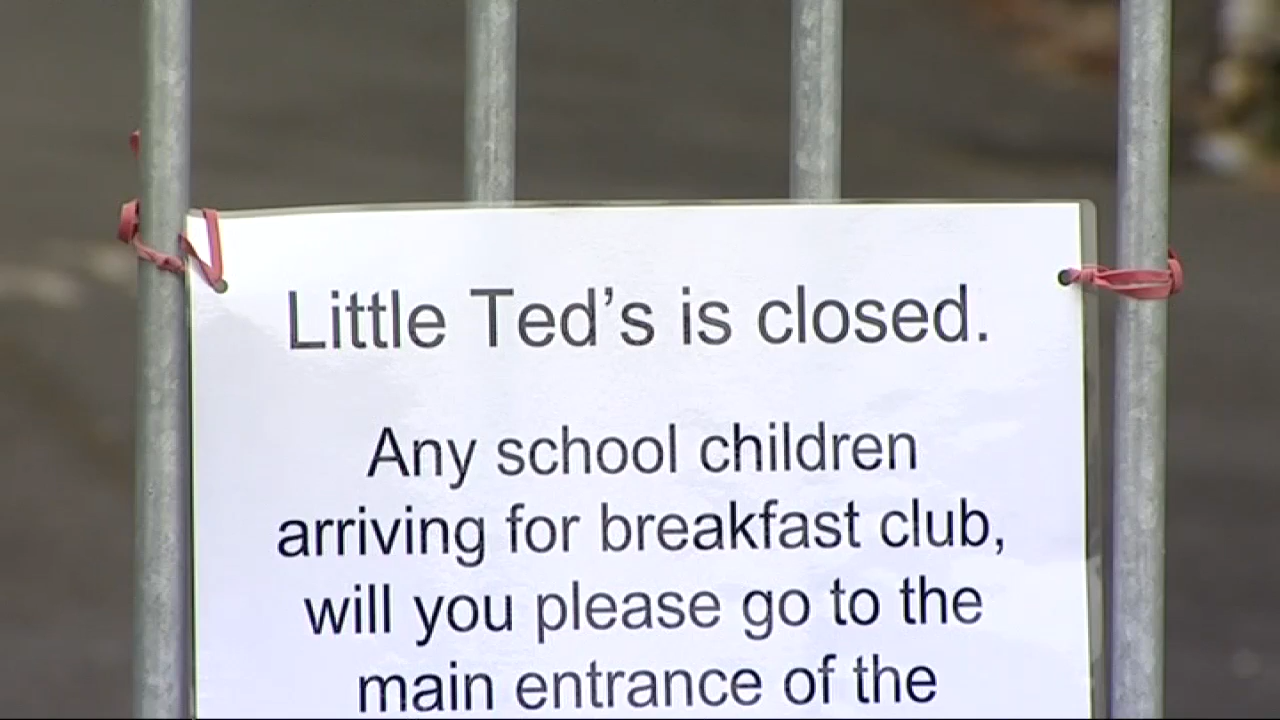 Little Ted’s is closed.
Any school children
arriving for breakfast club,
will you please go to the
main entrance of the